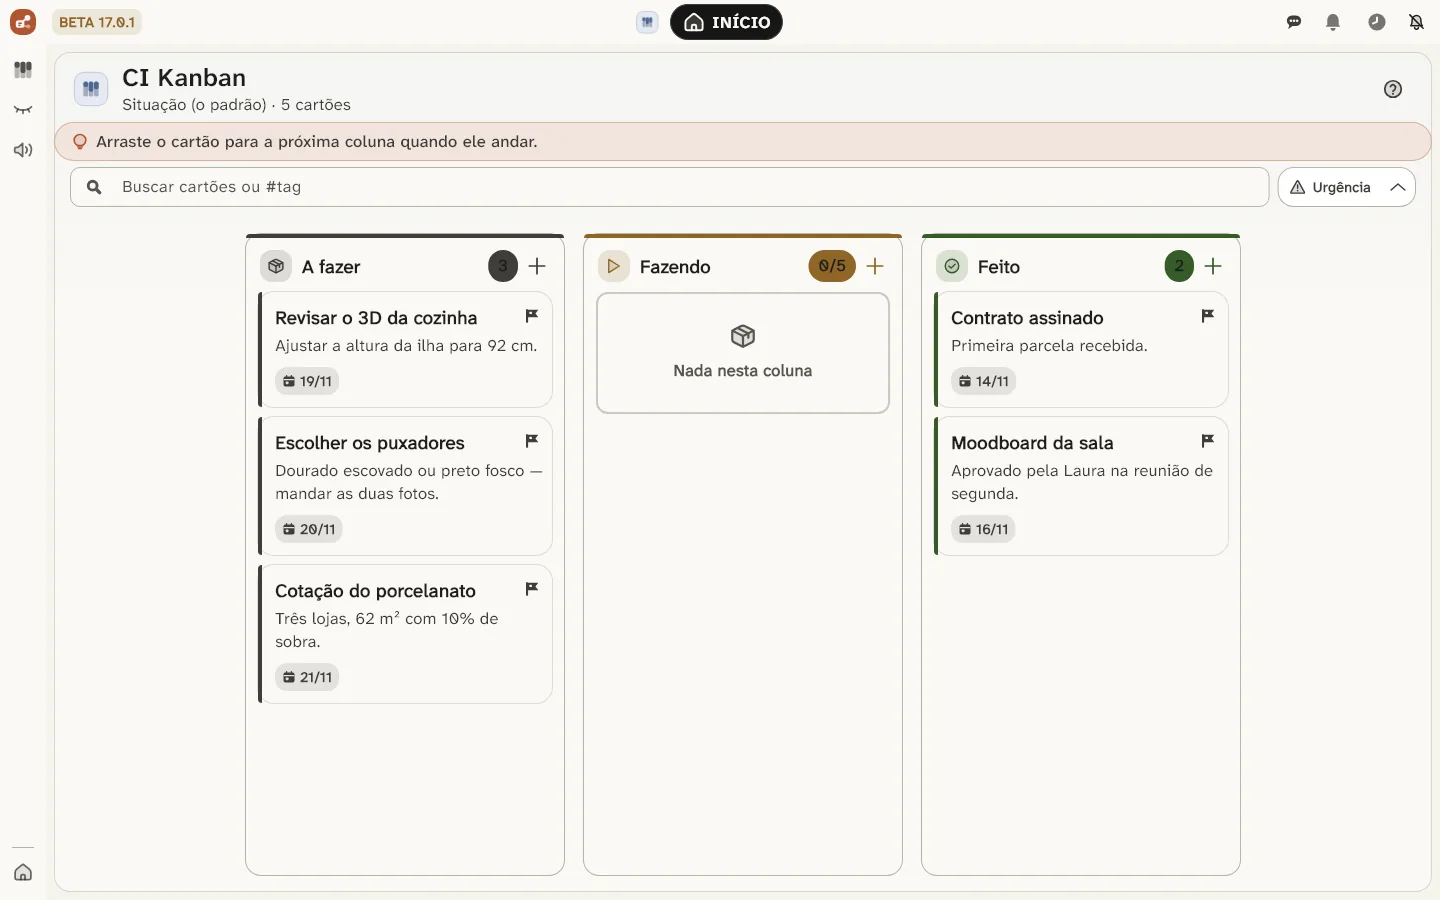 BETA 17.0.1
INÍCIO
CI Kanban
Situação (o padrão) · 5 cartões
Arraste o cartão para a próxima coluna quando ele andar.
Buscar cartões ou #tag
Urgência
A fazer
3
Revisar o 3D da cozinha
Ajustar a altura da ilha para 92 cm.
19/11
Escolher os puxadores
Dourado escovado ou preto fosco —
mandar as duas fotos.
20/11
Cotação do porcelanato
Três lojas, 62 m² com 10% de
sobra.
21/11
Fazendo
0/5
Nada nesta coluna
Feito
2
Contrato assinado
Primeira parcela recebida.
14/11
Moodboard da sala
Aprovado pela Laura na reunião de
segunda.
16/11